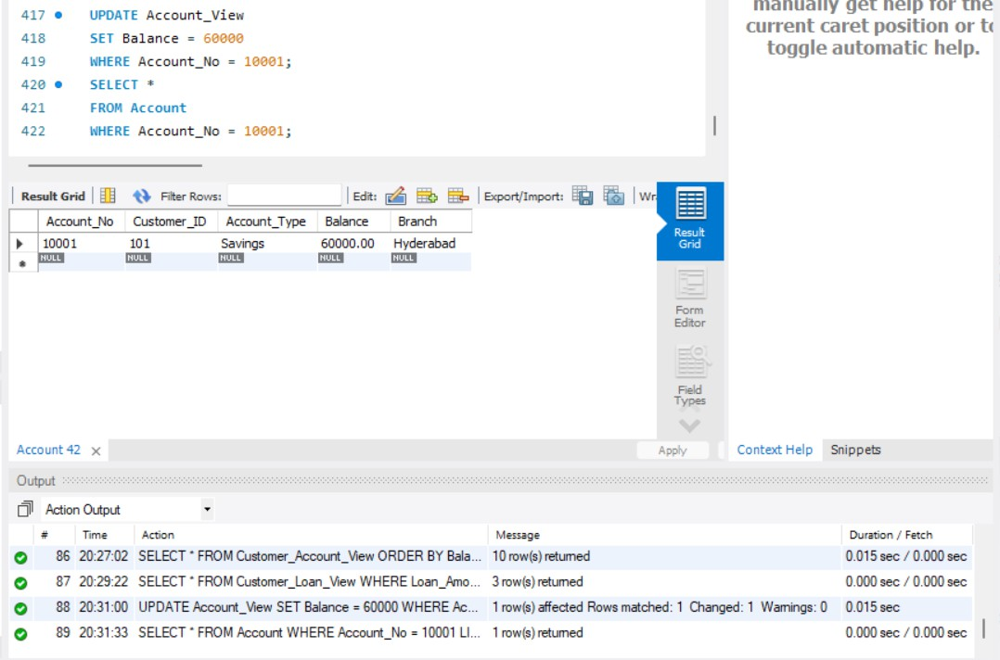 manually get help for the
current caret position or to
toggle automatic help.
417 UPDATE Account_View
418 SET Balance = 60000
419 WHERE Account_No = 10001;
420 SELECT *
421 FROM Account
422 WHERE Account_No = 10001;
Result Grid Filter Rows: Edit: Export/Import: Wr
Account_No Customer_ID Account_Type Balance Branch
10001 101 Savings 60000.00 Hyderabad
NULL NULL NULL NULL NULL
Result
Grid
Form
Editor
Field
Types
Account 42 Apply Context Help Snippets
Output
Action Output
# Time Action Message Duration / Fetch
86 20:27:02 SELECT * FROM Customer_Account_View ORDER BY Bala... 10 row(s) returned 0.015 sec / 0.000 sec
87 20:29:22 SELECT * FROM Customer_Loan_View WHERE Loan_Amo... 3 row(s) returned 0.000 sec / 0.000 sec
88 20:31:00 UPDATE Account_View SET Balance = 60000 WHERE Ac... 1 row(s) affected Rows matched: 1 Changed: 1 Warnings: 0 0.015 sec
89 20:31:33 SELECT * FROM Account WHERE Account_No = 10001 LI... 1 row(s) returned 0.000 sec / 0.000 sec